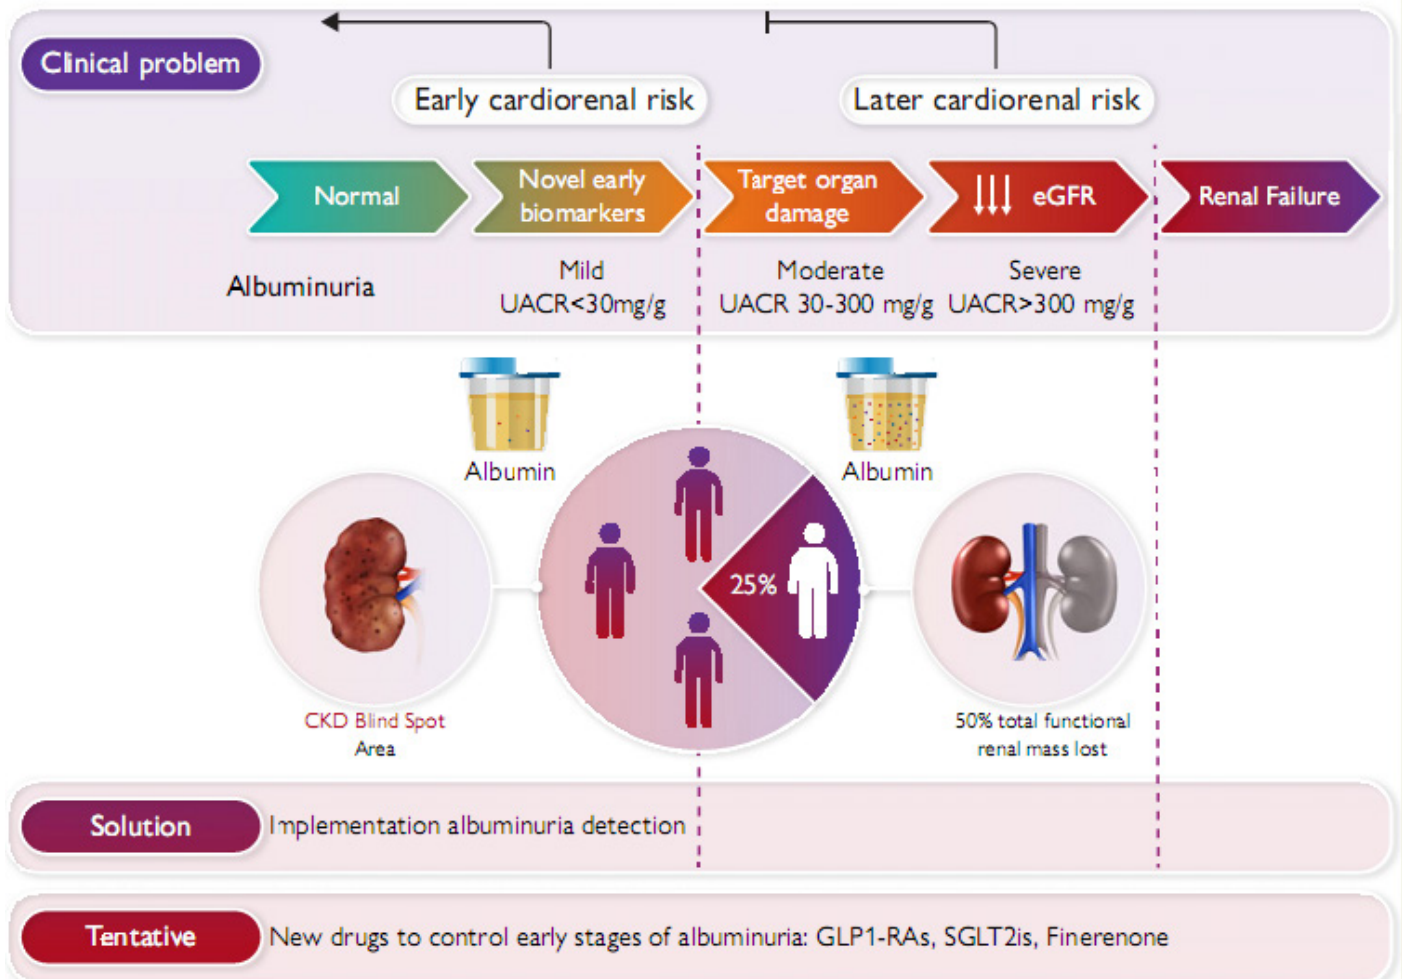 Clinical problem
Early cardiorenal risk
Later cardiorenal risk
Normal
Novel early
biomarkers
Target organ
damage
↓↓↓ eGFR
Renal Failure
Albuminuria
Mild
UACR<30mg/g
Moderate
UACR 30-300 mg/g
Severe
UACR>300 mg/g
Albumin
Albumin
25%
CKD Blind Spot
Area
50% total functional
renal mass lost
Solution
Implementation albuminuria detection
Tentative
New drugs to control early stages of albuminuria: GLP1-RAs, SGLT2is, Finerenone